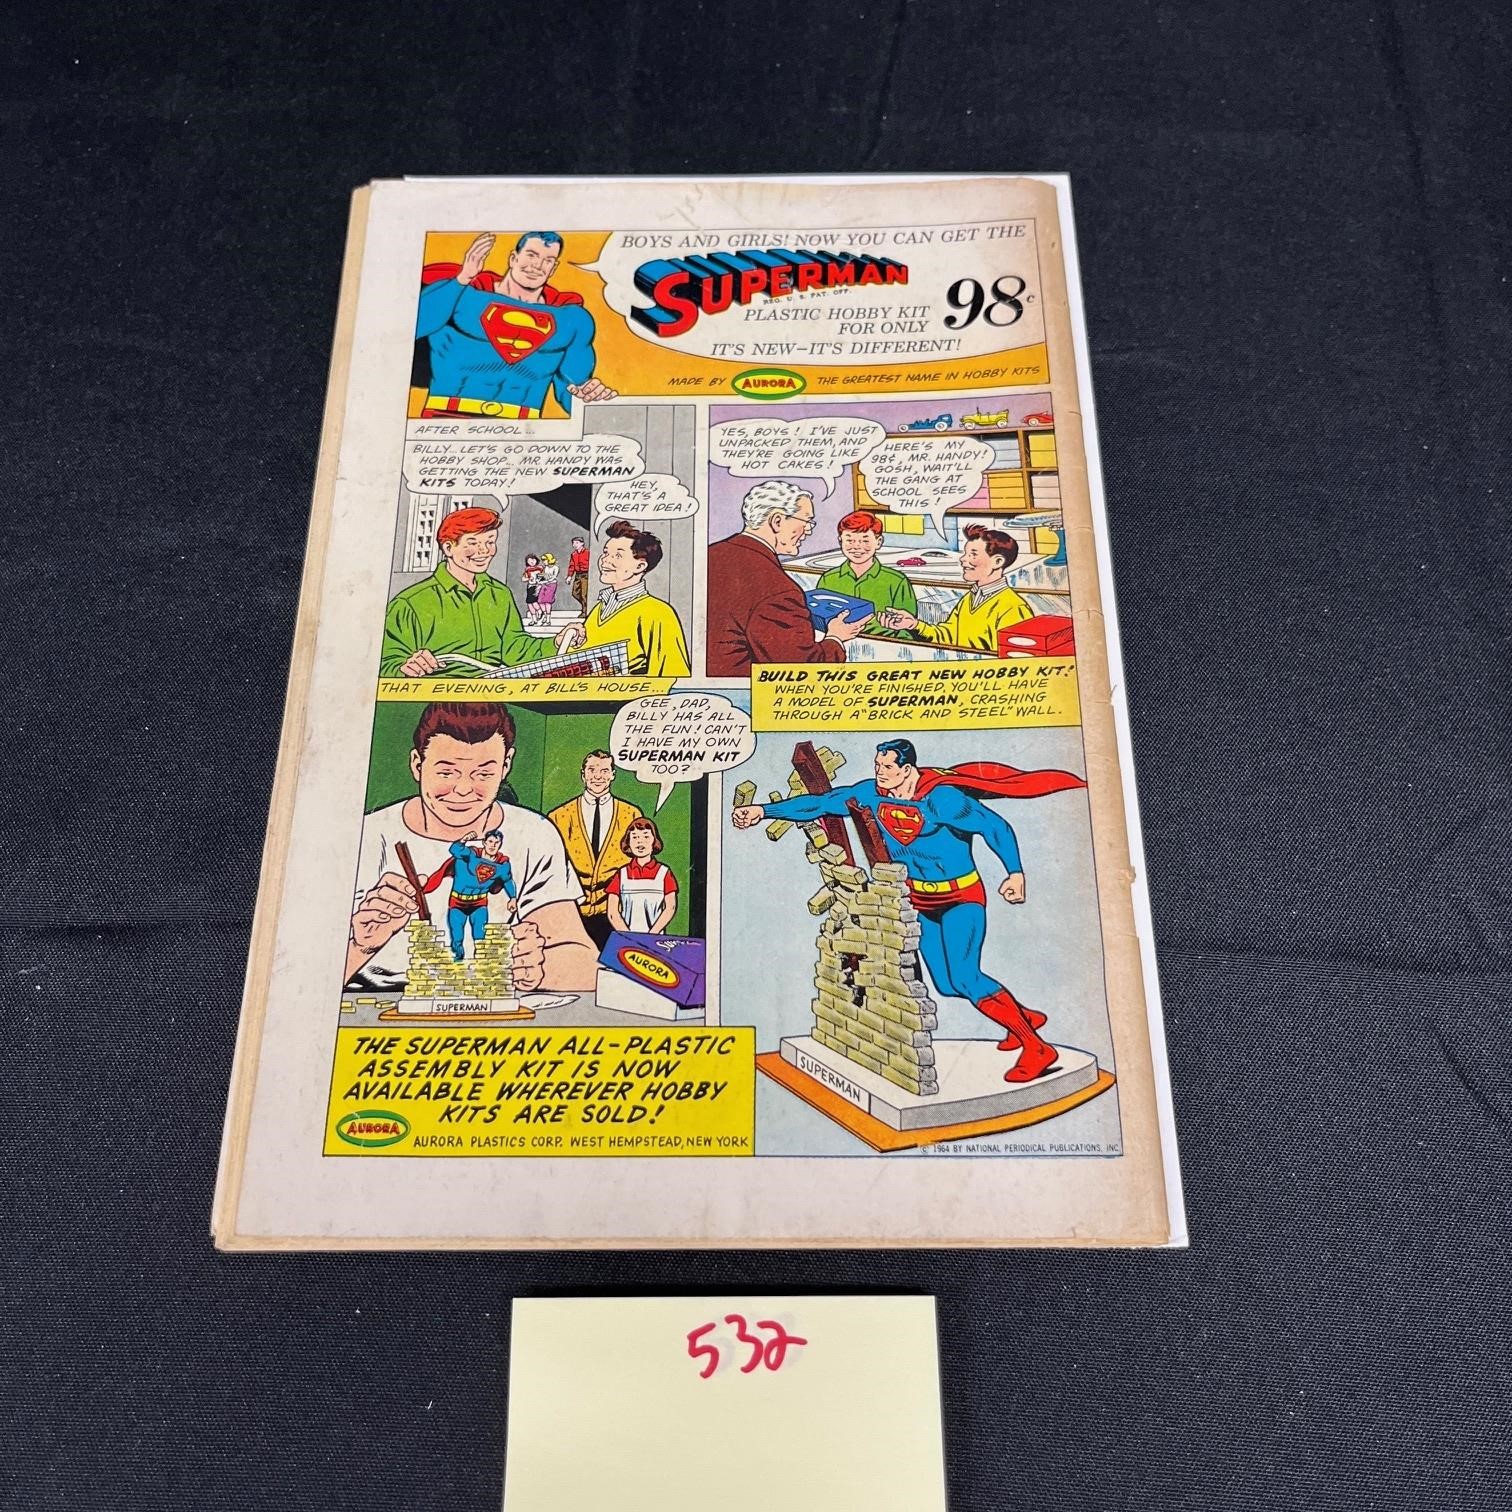 BOYS AND GIRLS! NOW YOU CAN GET THE
SUPERMAN
REG. U. S. PAT. OFF.
PLASTIC HOBBY KIT
FOR ONLY
98c
IT'S NEW-IT'S DIFFERENT!
MADE BY AURORA THE GREATEST NAME IN HOBBY KITS
AFTER SCHOOL...
BILLY...LET'S GO DOWN TO THE
HOBBY SHOP... MR. HANDY WAS
GETTING THE NEW SUPERMAN
KITS TODAY!
HEY,
THAT'S A
GREAT IDEA!
YES, BOYS! I'VE JUST
UNPACKED THEM, AND
THEY'RE GOING LIKE
HOT CAKES!
HERE'S MY
98¢, MR. HANDY!
GOSH, WAIT'LL
THE GANG AT
SCHOOL SEES
THIS!
THAT EVENING, AT BILL'S HOUSE...
GEE, DAD,
BILLY HAS ALL
THE FUN! CAN'T
I HAVE MY OWN
SUPERMAN KIT
TOO?
AURORA
SUPERMAN
BUILD THIS GREAT NEW HOBBY KIT!
WHEN YOU'RE FINISHED, YOU'LL HAVE
A MODEL OF SUPERMAN, CRASHING
THROUGH A "BRICK AND STEEL" WALL.
SUPERMAN
THE SUPERMAN ALL-PLASTIC
ASSEMBLY KIT IS NOW
AVAILABLE WHEREVER HOBBY
KITS ARE SOLD!
AURORA
AURORA PLASTICS CORP. WEST HEMPSTEAD, NEW YORK
© 1964 BY NATIONAL PERIODICAL PUBLICATIONS, INC
532